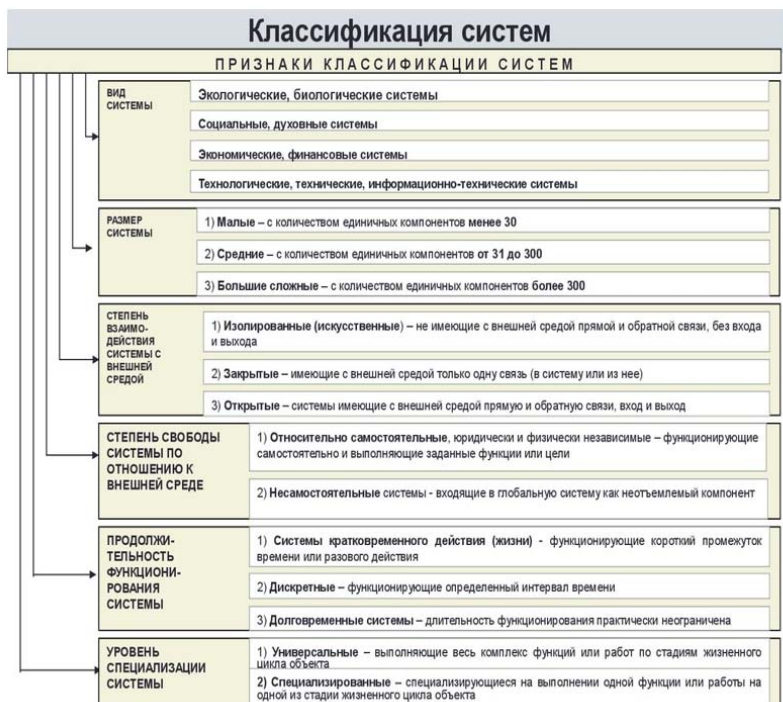 Классификация систем
ПРИЗНАКИ КЛАССИФИКАЦИИ СИСТЕМ
ВИД
СИСТЕМЫ
Экологические, биологические системы
Социальные, духовные системы
Экономические, финансовые системы
Технологические, технические, информационно-технические системы
РАЗМЕР
СИСТЕМЫ
1) Малые – с количеством единичных компонентов менее 30
2) Средние – с количеством единичных компонентов от 31 до 300
3) Большие сложные – с количеством единичных компонентов более 300
СТЕПЕНЬ
ВЗАИМО-
ДЕЙСТВИЯ
СИСТЕМЫ С
ВНЕШНЕЙ
СРЕДОЙ
1) Изолированные (искусственные) – не имеющие с внешней средой прямой и обратной связи, без входа
и выхода
2) Закрытые – имеющие с внешней средой только одну связь (в систему или из нее)
3) Открытые – системы имеющие с внешней средой прямую и обратную связи, вход и выход
СТЕПЕНЬ СВОБОДЫ
СИСТЕМЫ ПО
ОТНОШЕНИЮ К
ВНЕШНЕЙ СРЕДЕ
1) Относительно самостоятельные, юридически и физически независимые – функционирующие
самостоятельно и выполняющие заданные функции или цели
2) Несамостоятельные системы - входящие в глобальную систему как неотъемлемый компонент
ПРОДОЛЖИ-
ТЕЛЬНОСТЬ
ФУНКЦИОНИ-
РОВАНИЯ
СИСТЕМЫ
1) Системы кратковременного действия (жизни) - функционирующие короткий промежуток
времени или разового действия
2) Дискретные – функционирующие определенный интервал времени
3) Долговременные системы – длительность функционирования практически неограничена
УРОВЕНЬ
СПЕЦИАЛИЗАЦИИ
СИСТЕМЫ
1) Универсальные – выполняющие весь комплекс функций или работ по стадиям жизненного
цикла объекта
2) Специализированные – специализирующиеся на выполнении одной функции или работы на
одной из стадии жизненного цикла объекта